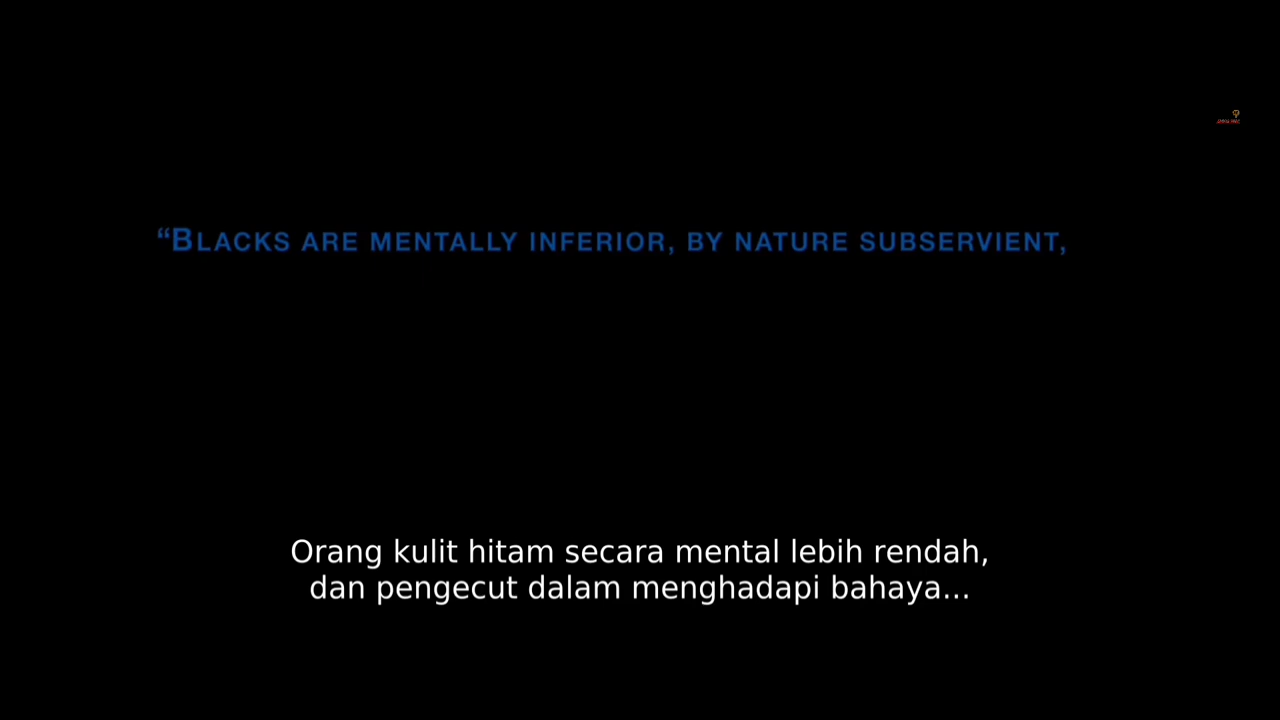 “BLACKS ARE MENTALLY INFERIOR, BY NATURE SUBSERVIENT,
Orang kulit hitam secara mental lebih rendah,
dan pengecut dalam menghadapi bahaya...